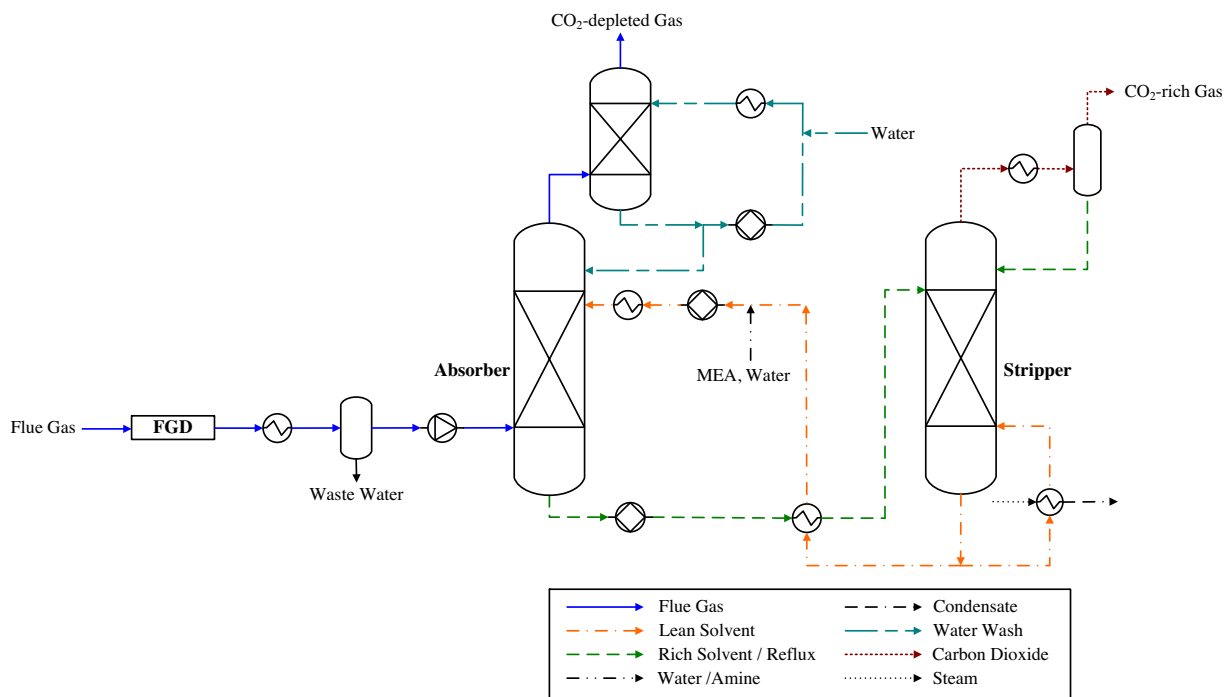 CO₂-depleted Gas
CO₂-rich Gas
Water
Absorber
MEA, Water
Stripper
Flue Gas
FGD
Waste Water
Flue Gas
Condensate
Lean Solvent
Water Wash
Rich Solvent / Reflux
Carbon Dioxide
Water /Amine
Steam